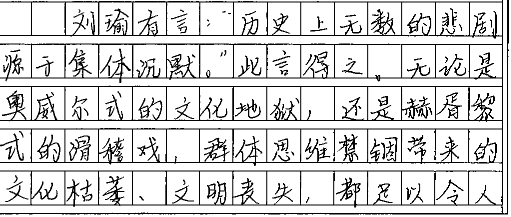 刘瑜有言："历史上无数的悲剧
源于集体沉默。"此言得之。无论是
奥威尔式的文化地狱，还是赫胥黎
式的滑稽戏，群体思维禁锢带来的
文化枯萎、文明丧失，都足以令人